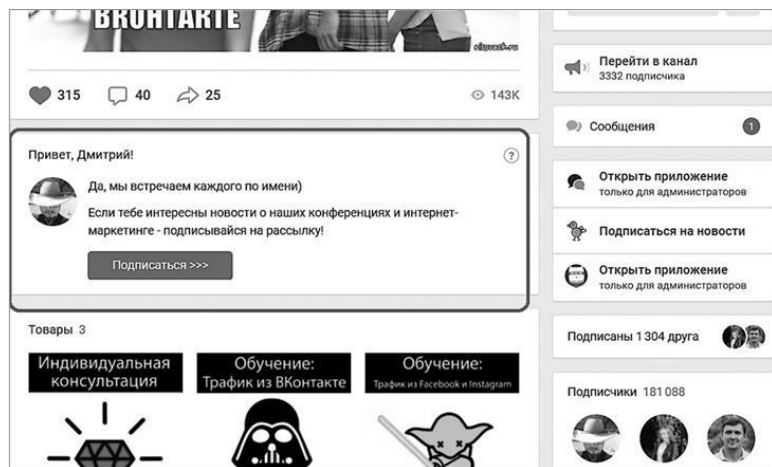 ВКОНТАКТЕ
risovach.ru
315
40
25
143K
Привет, Дмитрий!
?
Да, мы встречаем каждого по имени)
Если тебе интересны новости о наших конференциях и интернет-
маркетинге - подписывайся на рассылку!
Подписаться >>>
Товары 3
Индивидуальная
консультация
Обучение:
Трафик из ВКонтакте
Обучение:
Трафик из Facebook и Instagram
Перейти в канал
3332 подписчика
Сообщения
1
Открыть приложение
только для администраторов
Подписаться на новости
Открыть приложение
только для администраторов
Подписаны 1 304 друга
Подписчики 181 088